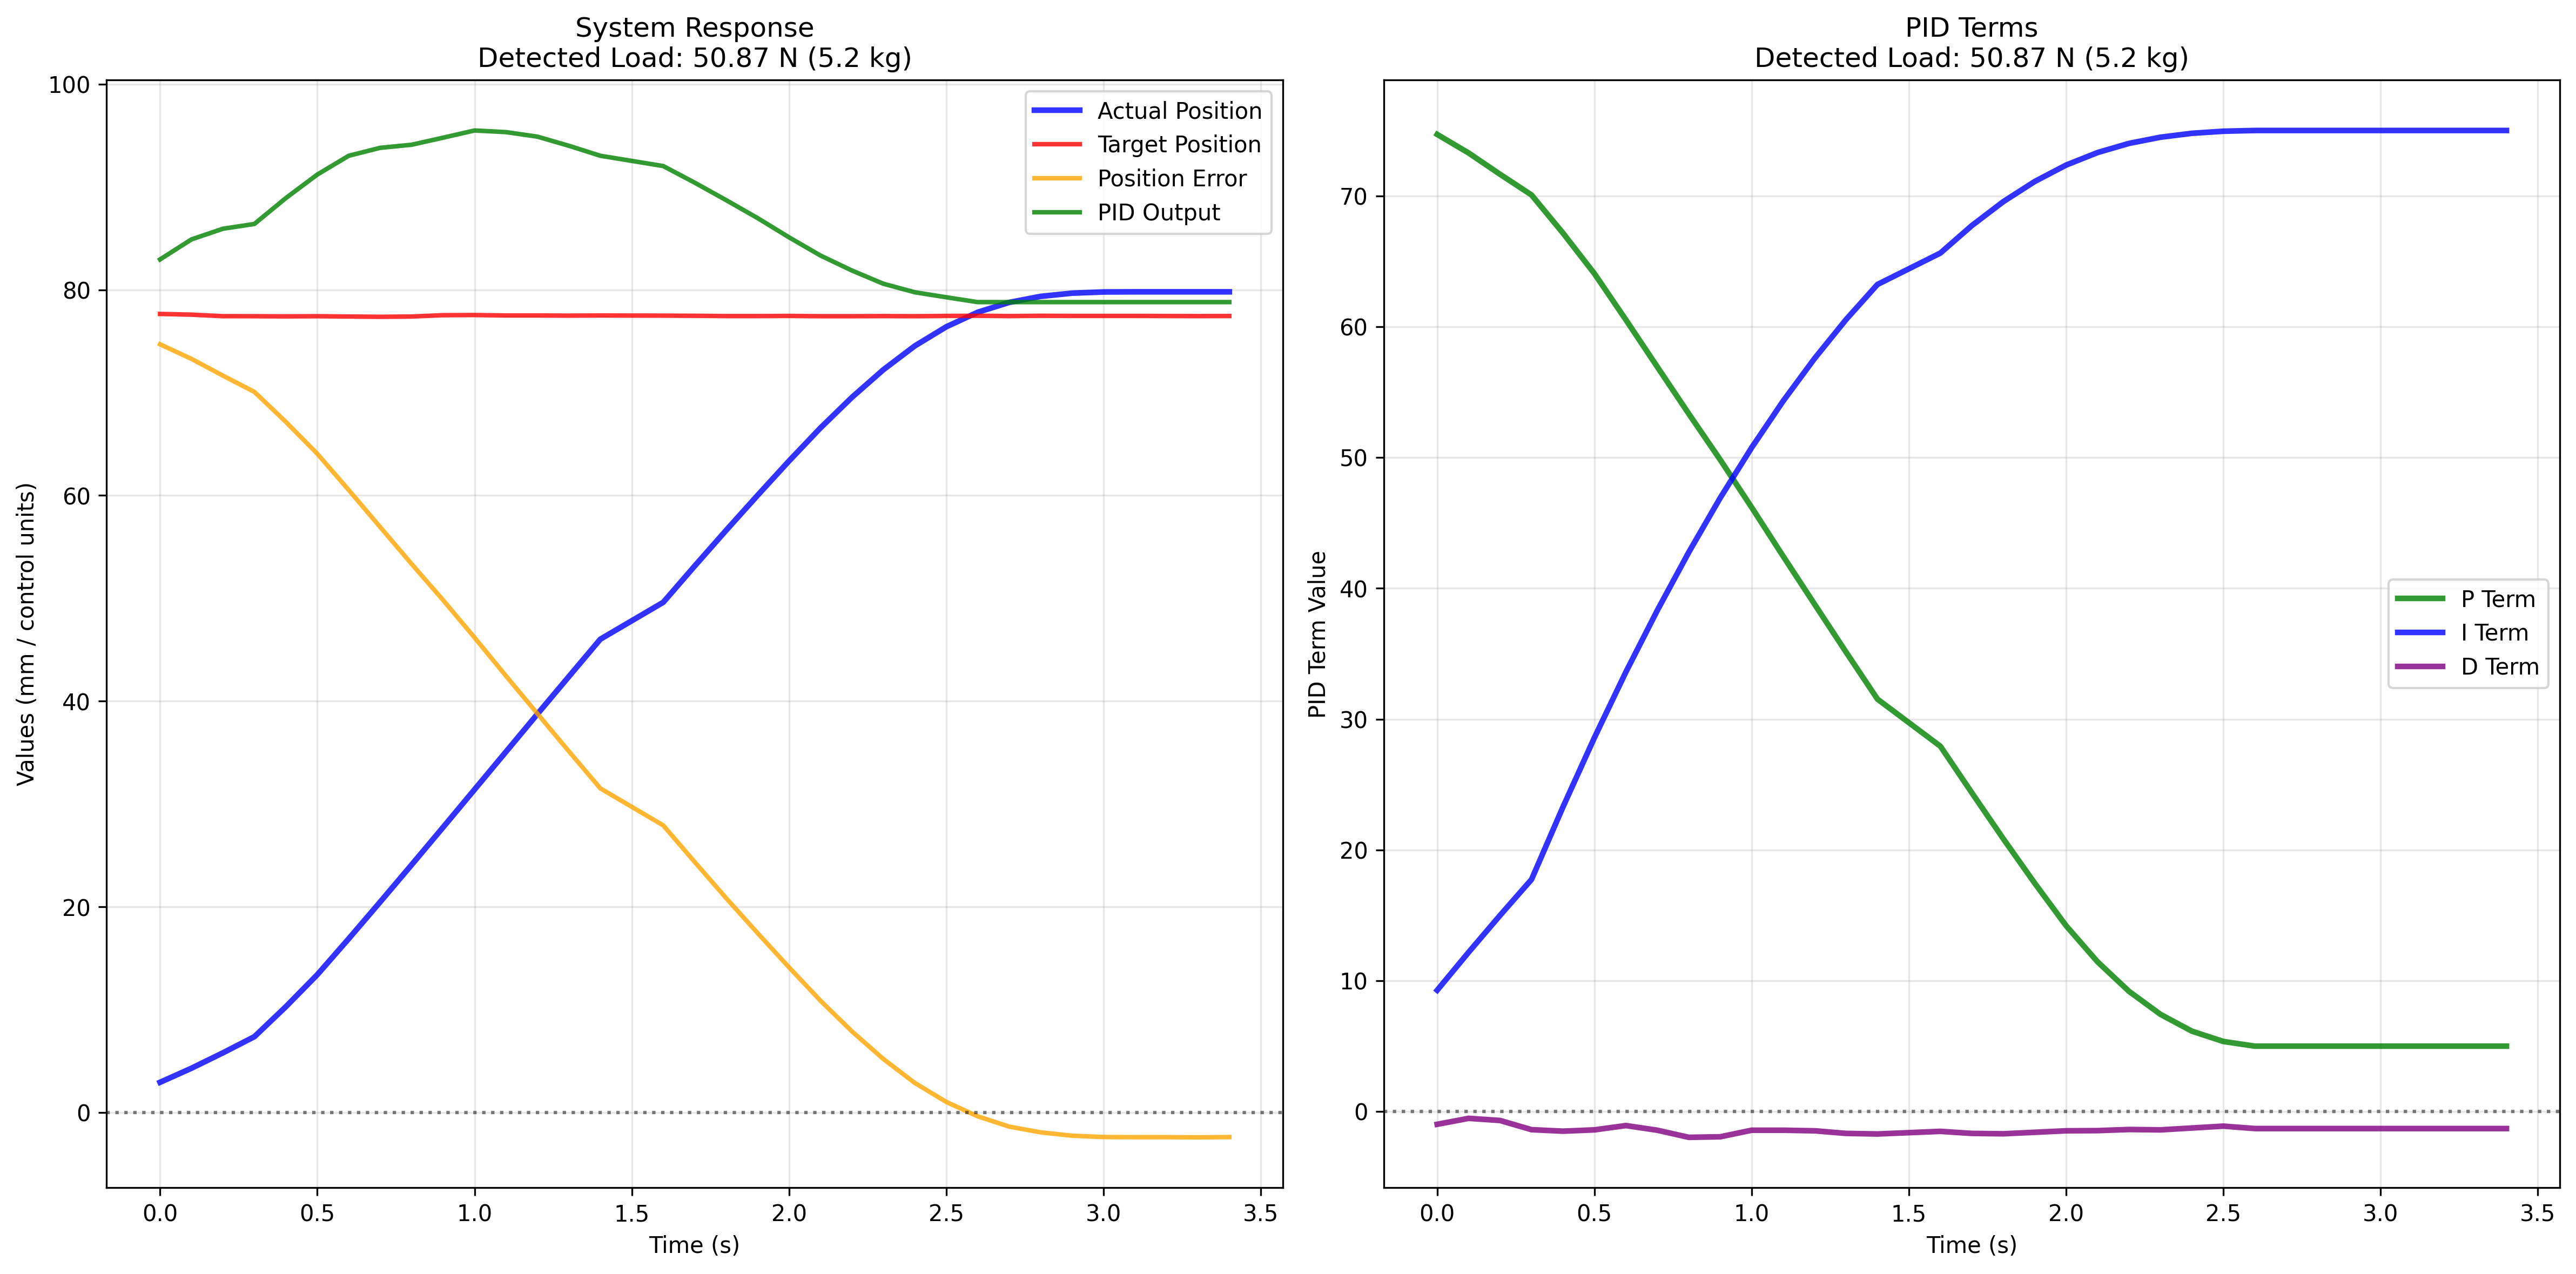 System Response
Detected Load: 50.87 N (5.2 kg)
100
80
60
40
20
0
Values (mm / control units)
0.0 0.5 1.0 1.5 2.0 2.5 3.0 3.5
Time (s)
Actual Position
Target Position
Position Error
PID Output
PID Terms
Detected Load: 50.87 N (5.2 kg)
70
60
50
40
30
20
10
0
PID Term Value
0.0 0.5 1.0 1.5 2.0 2.5 3.0 3.5
Time (s)
P Term
I Term
D Term